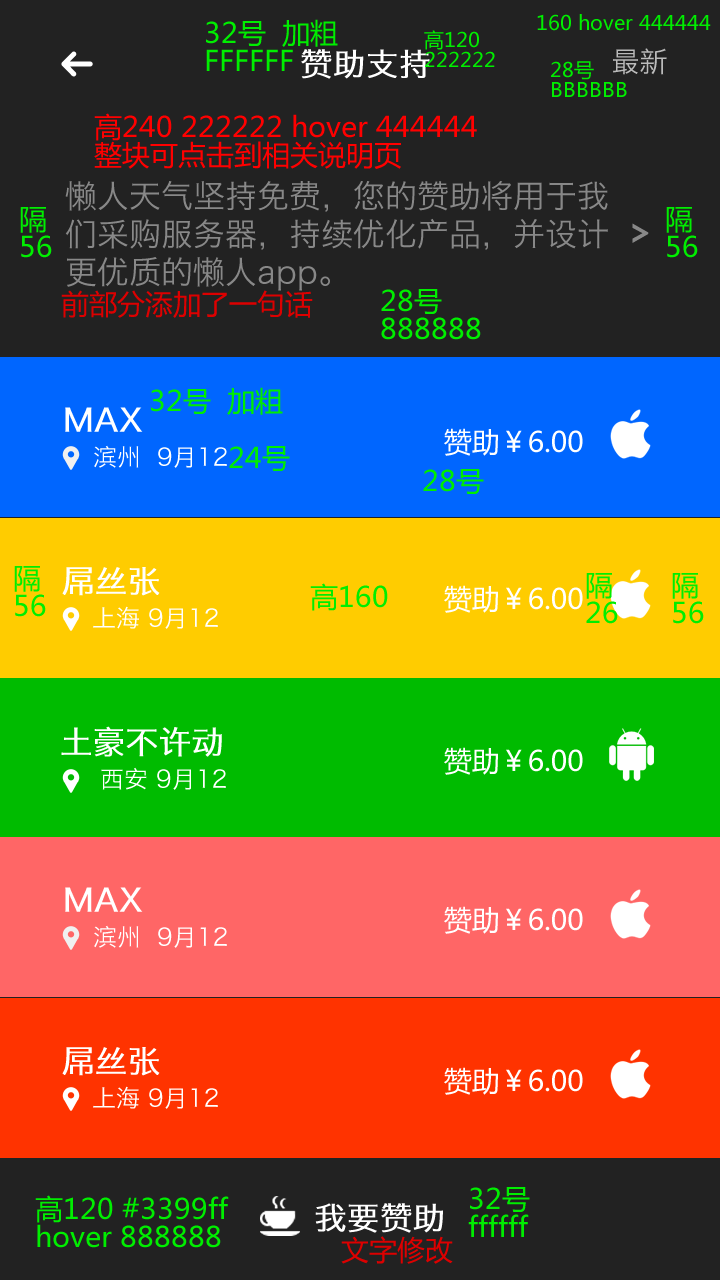 160 hover 444444
32号 加粗
FFFFFF
赞助支持
高120
222222
28号
BBBBBB
最新
高240 222222 hover 444444
整块可点击到相关说明页
隔
56
懒人天气坚持免费，您的赞助将用于我
们采购服务器，持续优化产品，并设计
更优质的懒人app。
>
隔
56
前部分添加了一句话
28号
888888
MAX
32号 加粗
滨州 9月12
24号
赞助￥6.00
28号
隔
56
屌丝张
上海 9月12
高160
赞助￥6.00
隔
26
隔
56
土豪不许动
西安 9月12
赞助￥6.00
MAX
滨州 9月12
赞助￥6.00
屌丝张
上海 9月12
赞助￥6.00
高120 #3399ff
hover 888888
我要赞助
文字修改
32号
ffffff